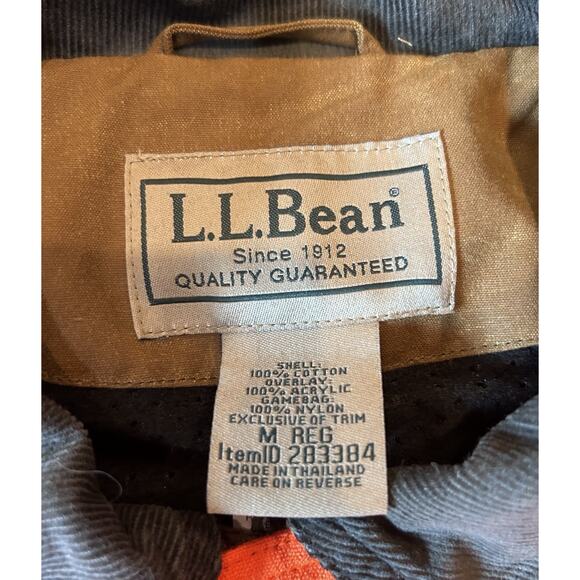 L.L.Bean®
Since 1912
QUALITY GUARANTEED
SHELL:
100% COTTON
OVERLAY:
100% ACRYLIC
GAMEBAG:
100% NYLON
EXCLUSIVE OF TRIM
M REG
ItemID 283384
MADE IN THAILAND
CARE ON REVERSE